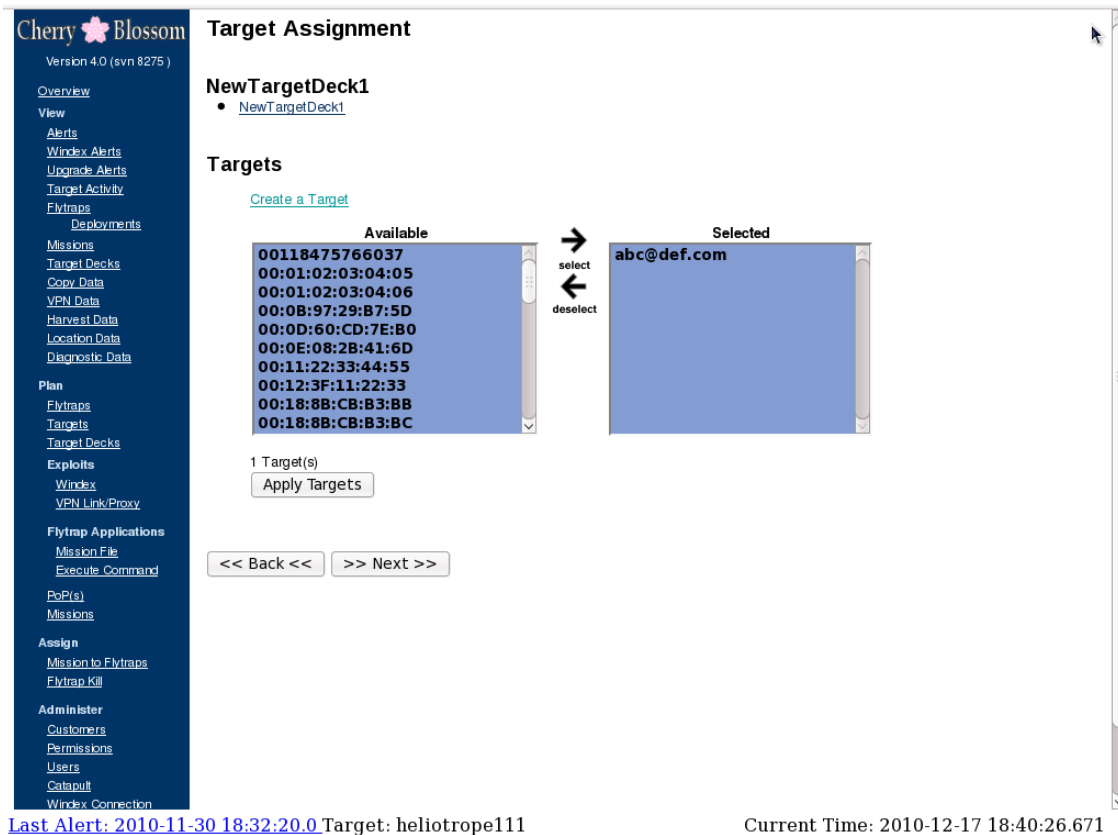 Cherry Blossom
Version 4.0 (svn 8275 )
Overview
View
Alerts
Windex Alerts
Upgrade Alerts
Target Activity
Flytraps
Deployments
Missions
Target Decks
Copy Data
VPN Data
Harvest Data
Location Data
Diagnostic Data
Plan
Flytraps
Targets
Target Decks
Exploits
Windex
VPN Link/Proxy
Flytrap Applications
Mission File
Execute Command
PoP(s)
Missions
Assign
Mission to Flytraps
Flytrap Kill
Administer
Customers
Permissions
Users
Catapult
Windex Connection
Target Assignment
NewTargetDeck1
• NewTargetDeck1
Targets
Create a Target
Available
00118475766037
00:01:02:03:04:05
00:01:02:03:04:06
00:0B:97:29:B7:5D
00:0D:60:CD:7E:B0
00:0E:08:2B:41:6D
00:11:22:33:44:55
00:12:3F:11:22:33
00:18:8B:CB:B3:BB
00:18:8B:CB:B3:BC
select
deselect
Selected
abc@def.com
1 Target(s)
Apply Targets
<< Back << >> Next >>
Last Alert: 2010-11-30 18:32:20.0 Target: heliotrope111 Current Time: 2010-12-17 18:40:26.671